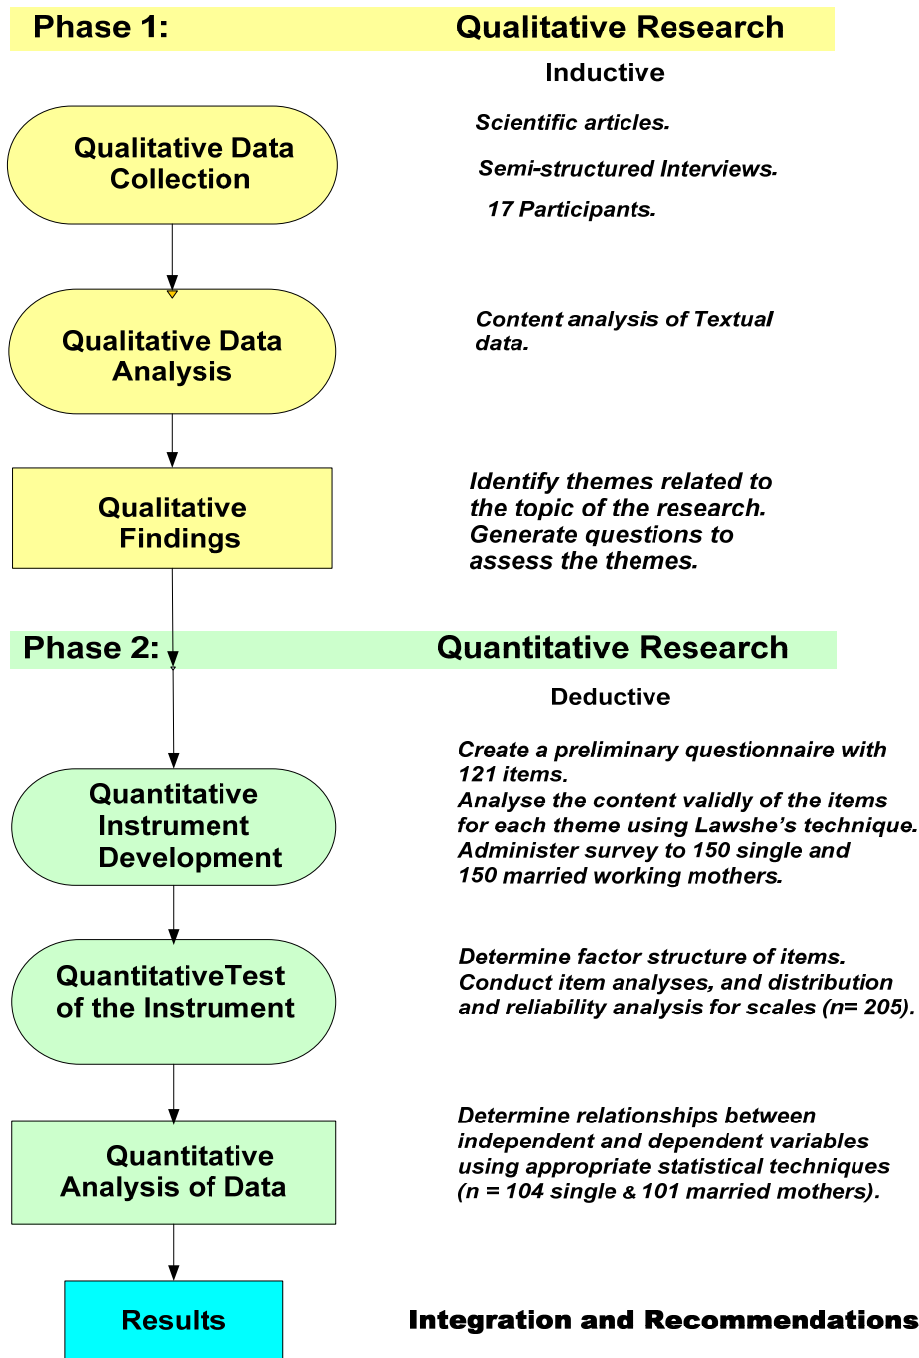 Phase 1: Qualitative Research
Inductive
Qualitative Data
Collection
Scientific articles.
Semi-structured Interviews.
17 Participants.
Qualitative Data
Analysis
Content analysis of Textual
data.
Qualitative
Findings
Identify themes related to
the topic of the research.
Generate questions to
assess the themes.
Phase 2: Quantitative Research
Deductive
Quantitative
Instrument
Development
Create a preliminary questionnaire with
121 items.
Analyse the content validly of the items
for each theme using Lawshe's technique.
Administer survey to 150 single and
150 married working mothers.
QuantitativeTest
of the Instrument
Determine factor structure of items.
Conduct item analyses, and distribution
and reliability analysis for scales (n= 205).
Quantitative
Analysis of Data
Determine relationships between
independent and dependent variables
using appropriate statistical techniques
(n = 104 single & 101 married mothers).
Results
Integration and Recommendations